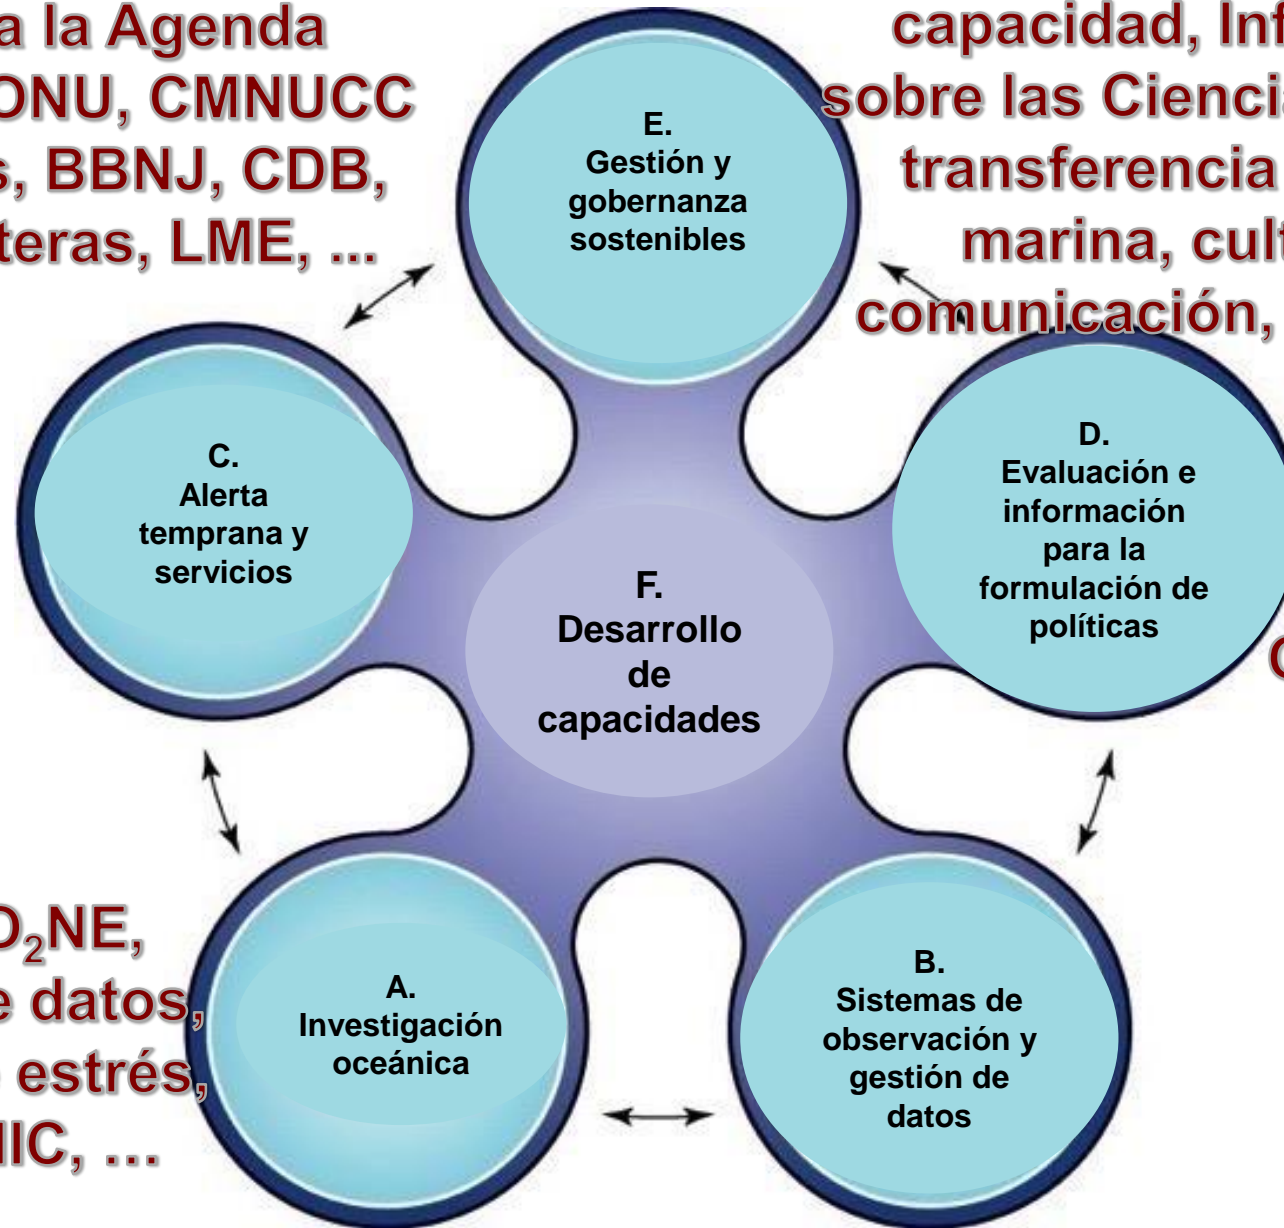 a la Agenda
ONU, CMNUCC
s, BBNJ, CDB,
teras, LME, ...
capacidad, Inf
sobre las Ciencia
transferencia
marina, cult
comunicación,
E.
Gestión y
gobernanza
sostenibles
C.
Alerta
temprana y
servicios
D.
Evaluación e
información
para la
formulación de
políticas
F.
Desarrollo
de
capacidades
A.
Investigación
oceánica
B.
Sistemas de
observación y
gestión de
datos
O₂NE,
e datos,
estrés,
IIC, ...